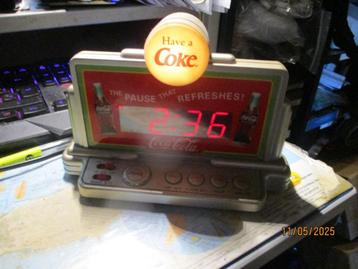 Have a
Coke
THE PAUSE THAT REFRESHES!
2:36
Coca-Cola
11/05/2025